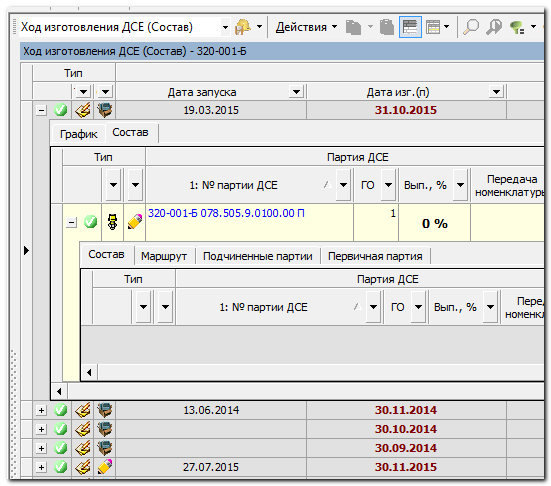 Ход изготовления ДСЕ (Состав) Действия
Ход изготовления ДСЕ (Состав) - 320-001-Б
Тип
Дата запуска Дата изг.(п)
19.03.2015 31.10.2015
График Состав
Тип Партия ДСЕ
1: № партии ДСЕ ГО Вып., % Передача
номенклатуры
320-001-Б 078.505.9.0100.00 П 1 0 %
Состав Маршрут Подчиненные партии Первичная партия
Тип Партия ДСЕ
1: № партии ДСЕ ГО Вып., %
13.06.2014 30.11.2014
30.10.2014
30.09.2014
27.07.2015 30.11.2015